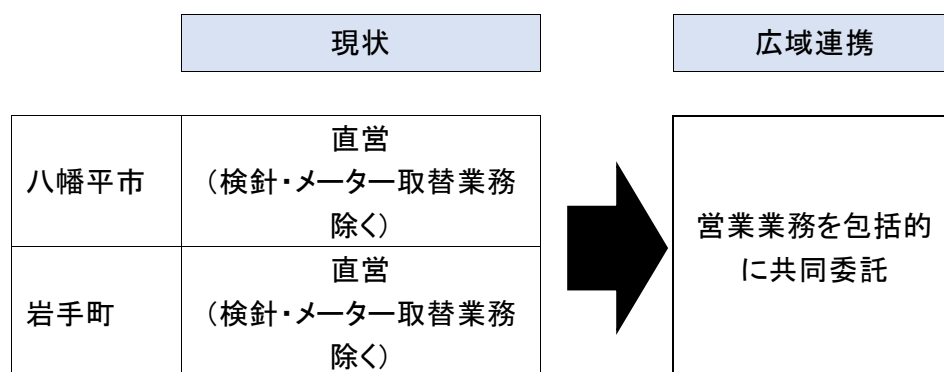 現状
広域連携
八幡平市
直営
（検針・メーター取替業務
除く）
岩手町
直営
（検針・メーター取替業務
除く）
営業業務を包括的
に共同委託